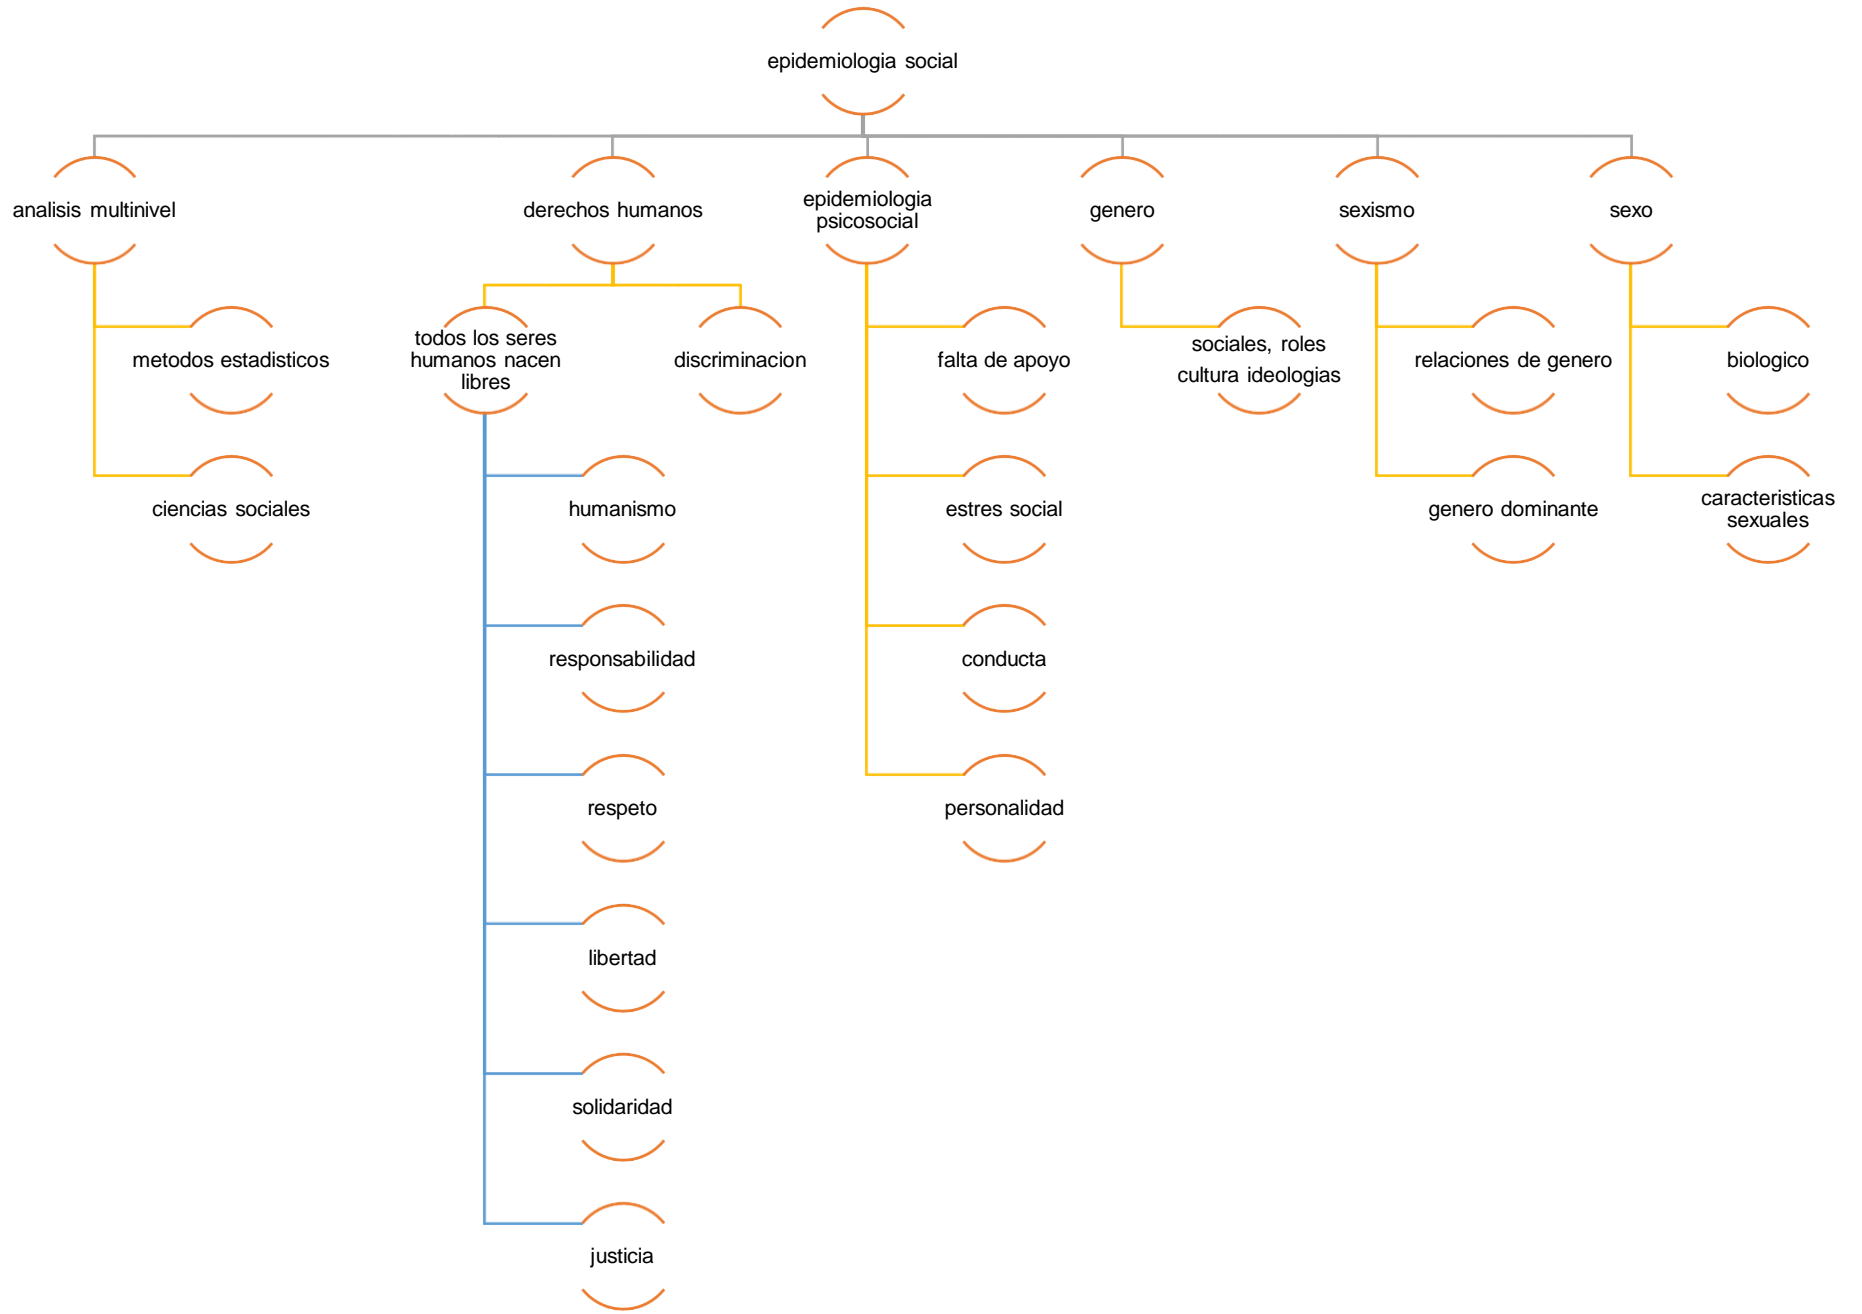 epidemiologia social
analisis multinivel
derechos humanos
epidemiologia
psicosocial
genero
sexismo
sexo
metodos estadisticos
ciencias sociales
todos los seres
humanos nacen
libres
discriminacion
humanismo
responsabilidad
respeto
libertad
solidaridad
justicia
falta de apoyo
estres social
conducta
personalidad
sociales, roles
cultura ideologias
relaciones de genero
genero dominante
biologico
caracteristicas
sexuales